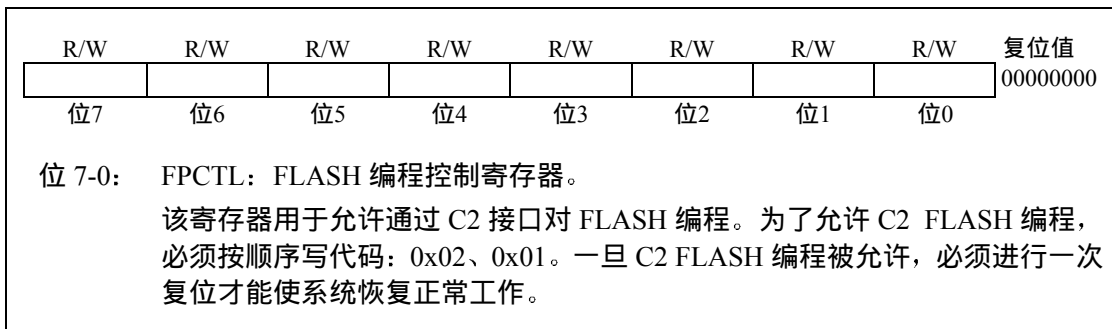 R/W R/W R/W R/W R/W R/W R/W R/W 复位值
00000000
位7 位6 位5 位4 位3 位2 位1 位0
位 7-0： FPCTL：FLASH 编程控制寄存器。
该寄存器用于允许通过 C2 接口对 FLASH 编程。为了允许 C2 FLASH 编程，
必须按顺序写代码：0x02、0x01。一旦 C2 FLASH 编程被允许，必须进行一次
复位才能使系统恢复正常工作。